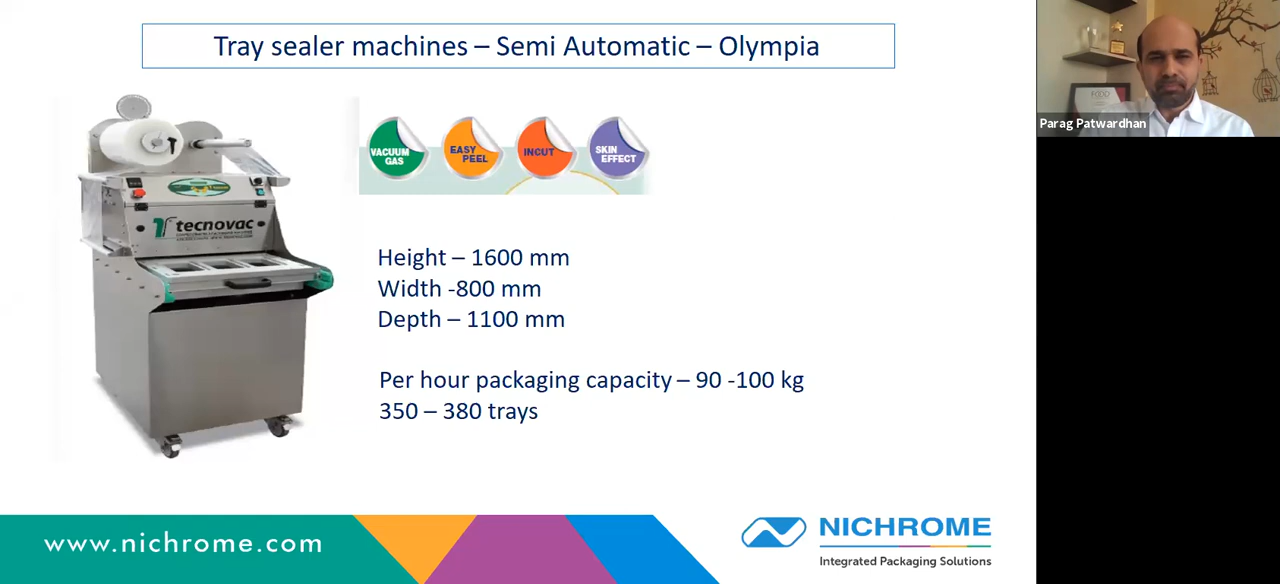 Tray sealer machines – Semi Automatic – Olympia
VACUUM
GAS
EASY
PEEL
INCUT
SKIN
EFFECT
tecnovac
Height – 1600 mm
Width -800 mm
Depth – 1100 mm
Per hour packaging capacity – 90 -100 kg
350 – 380 trays
www.nichrome.com
NICHROME
Integrated Packaging Solutions
Parag Patwardhan